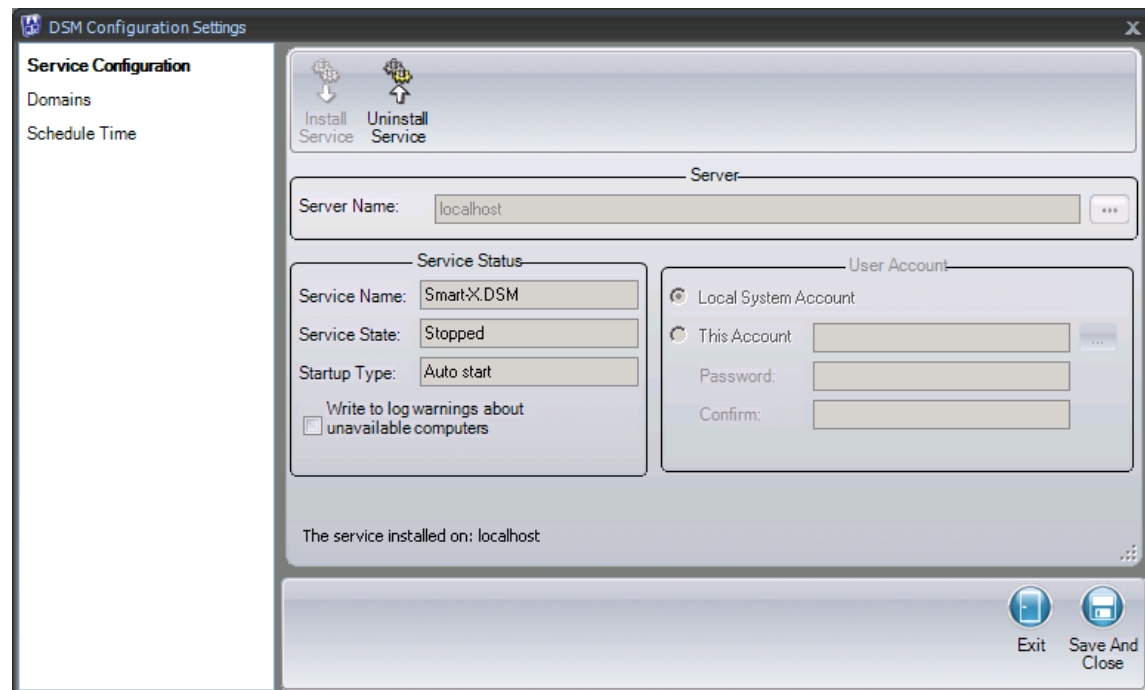 DSM Configuration Settings
x
Service Configuration
Domains
Schedule Time
Install
Service
Uninstall
Service
Server
Server Name:
localhost
...
Service Status
Service Name:
Smart-X.DSM
Service State:
Stopped
Startup Type:
Auto start
Write to log warnings about
unavailable computers
User Account
Local System Account
This Account
...
Password:
Confirm:
The service installed on: localhost
Exit
Save And
Close